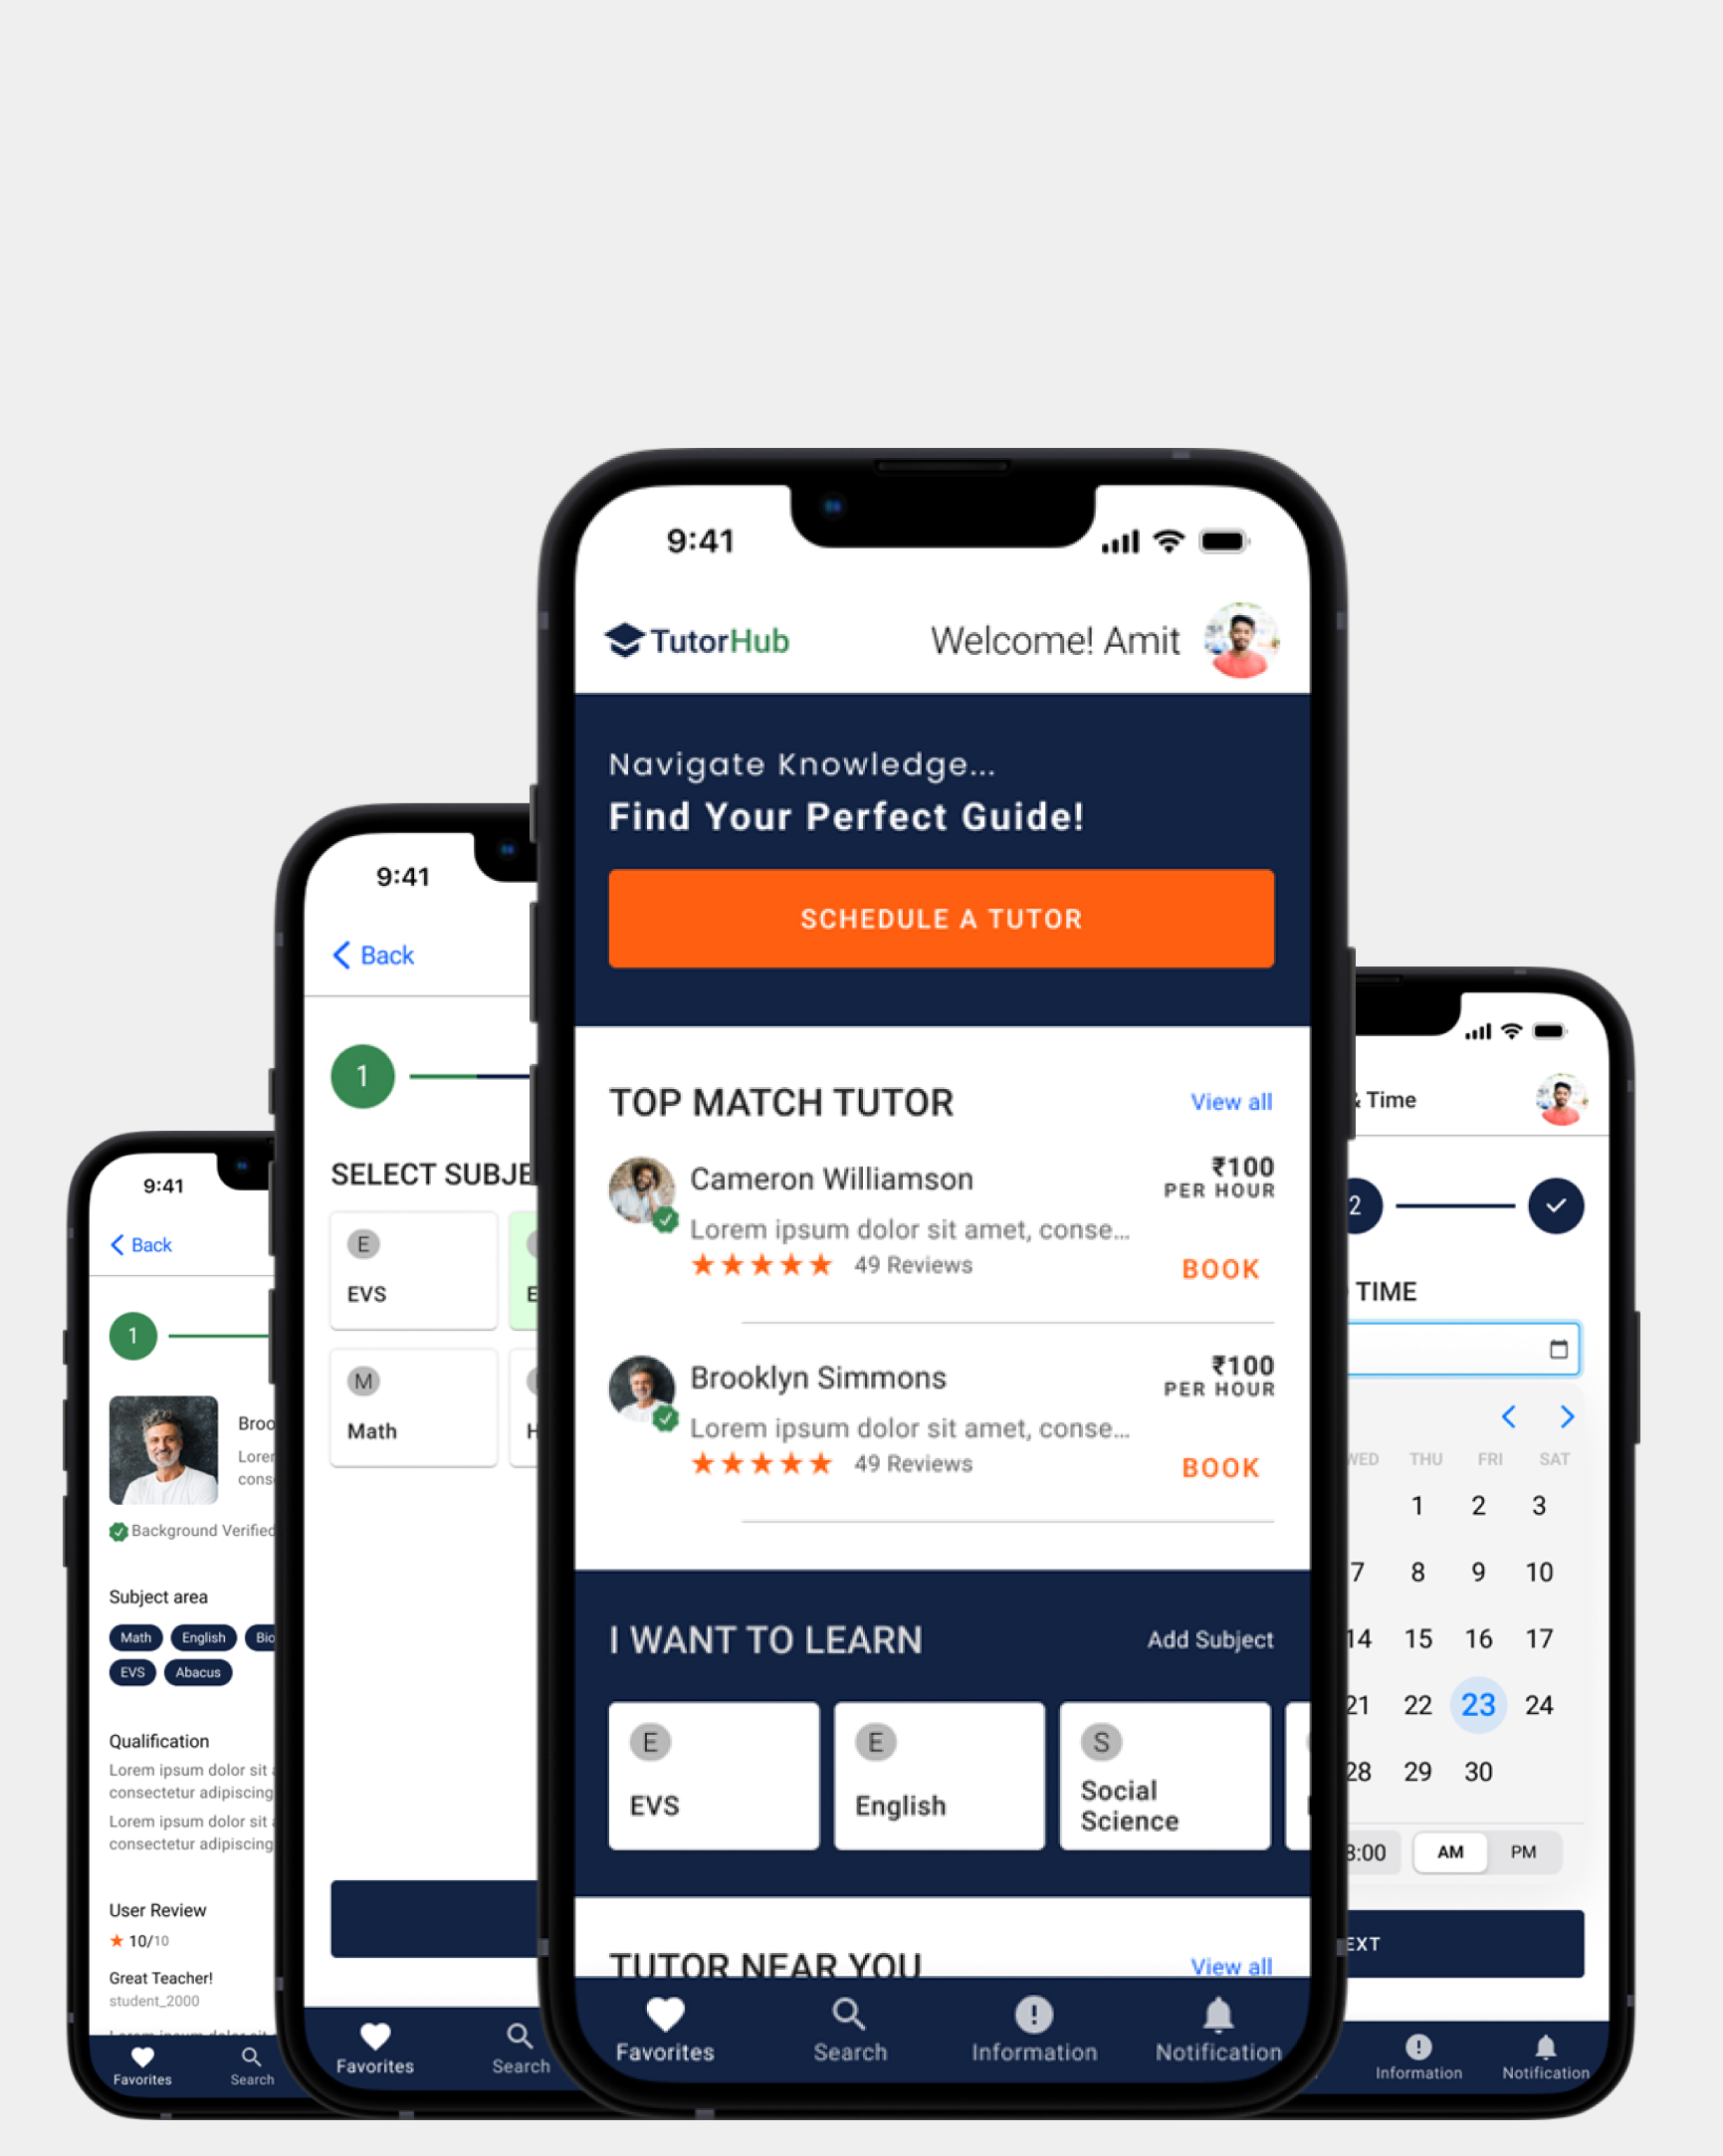 9:41
TutorHub
Welcome! Amit
Navigate Knowledge...
Find Your Perfect Guide!
SCHEDULE A TUTOR
TOP MATCH TUTOR
View all
Cameron Williamson
₹100
PER HOUR
Lorem ipsum dolor sit amet, conse...
49 Reviews
BOOK
Brooklyn Simmons
₹100
PER HOUR
Lorem ipsum dolor sit amet, conse...
49 Reviews
BOOK
I WANT TO LEARN
Add Subject
E
EVS
E
English
S
Social
Science
TUTOR NEAR YOU
View all
Favorites
Search
Information
Notification
9:41
Back
1
SELECT SUBJE
E
EVS
E
M
Math
H
Favorites
Search
9:41
Back
1
Broo
Lorem
cons
Background Verified
Subject area
Math
English
Bio
EVS
Abacus
Qualification
Lorem ipsum dolor sit
consectetur adipiscing
Lorem ipsum dolor sit
consectetur adipiscing
User Review
10/10
Great Teacher!
student_2000
Favorites
Search
& Time
2
TIME
WED THU FRI SAT
1 2 3
7 8 9 10
14 15 16 17
21 22 23 24
28 29 30
8:00
AM
PM
EXT
Information
Notification